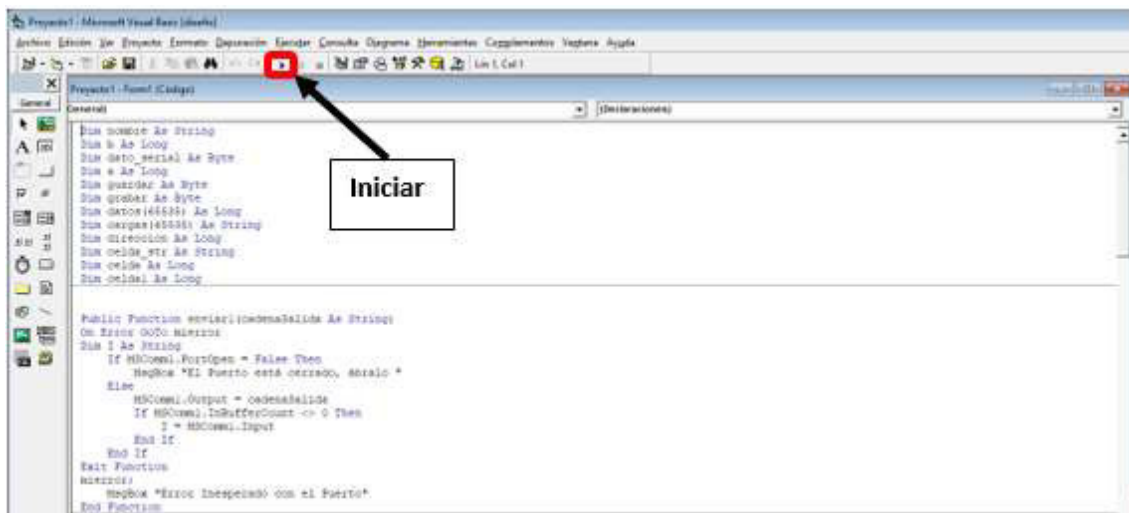 Proyecto1 - Microsoft Visual Basic [diseño]
Archivo Edición Ver Proyecto Formato Depuración Ejecutar Consulta Diagrama Herramientas Complementos Ventana Ayuda
Lin 1, Col 1
Proyecto1 - Form1 (Código)
General
(General)
(Declaraciones)
Dim nombre As String
Dim b As Long
Dim dato_serial As Byte
Dim a As Long
Dim guardar As Byte
Dim grabar As Byte
Dim datos(65535) As Long
Dim cargas(65535) As String
Dim direccion As Long
Dim celda_str As String
Dim celda As Long
Dim celda1 As Long
Iniciar
Public Function enviar1(cadenaSalida As String)
On Error GoTo mierror
Dim I As String
If MSComm1.PortOpen = False Then
MsgBox "El Puerto está cerrado, ábralo "
Else
MSComm1.Output = cadenaSalida
If MSComm1.InBufferCount <> 0 Then
I = MSComm1.Input
End If
End If
Exit Function
mierror:
MsgBox "Error Inesperado con el Puerto"
End Function